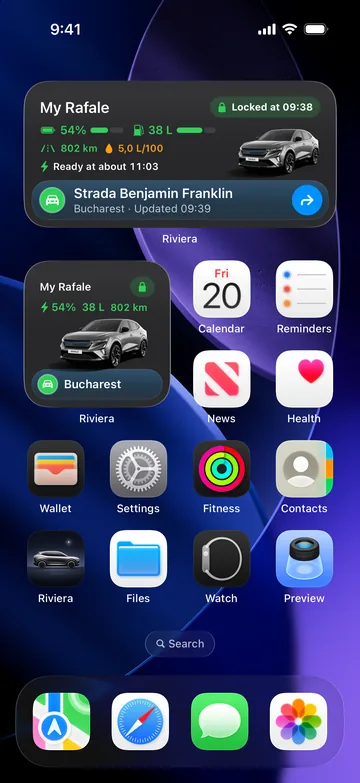 9:41
My Rafale
Locked at 09:38
54% 38 L
802 km 5,0 L/100
Ready at about 11:03
Strada Benjamin Franklin
Bucharest · Updated 09:39
Riviera
My Rafale
54% 38 L 802 km
Bucharest
Riviera
Fri
20
Calendar
Reminders
News
Health
Wallet
Settings
Fitness
Contacts
Riviera
Files
Watch
Preview
Search